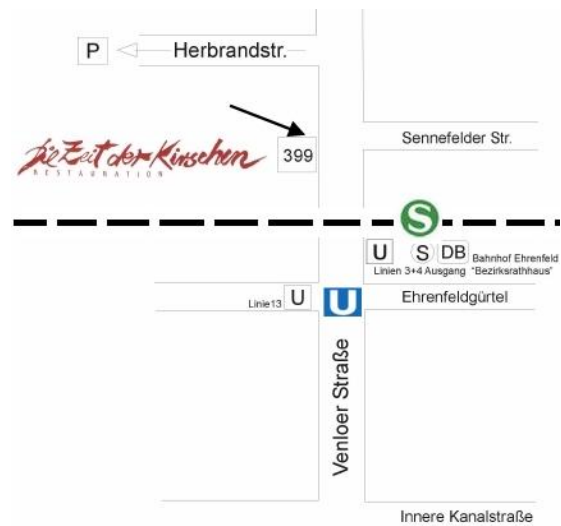 P
Herbrandstr.
Die Zeit der Kirschen
RESTAURATION
399
Sennefelder Str.
S
U S DB Bahnhof Ehrenfeld
Linien 3+4 Ausgang "Bezirksrathhaus"
Linie13 U
U
Ehrenfeldgürtel
Venloer Straße
Innere Kanalstraße